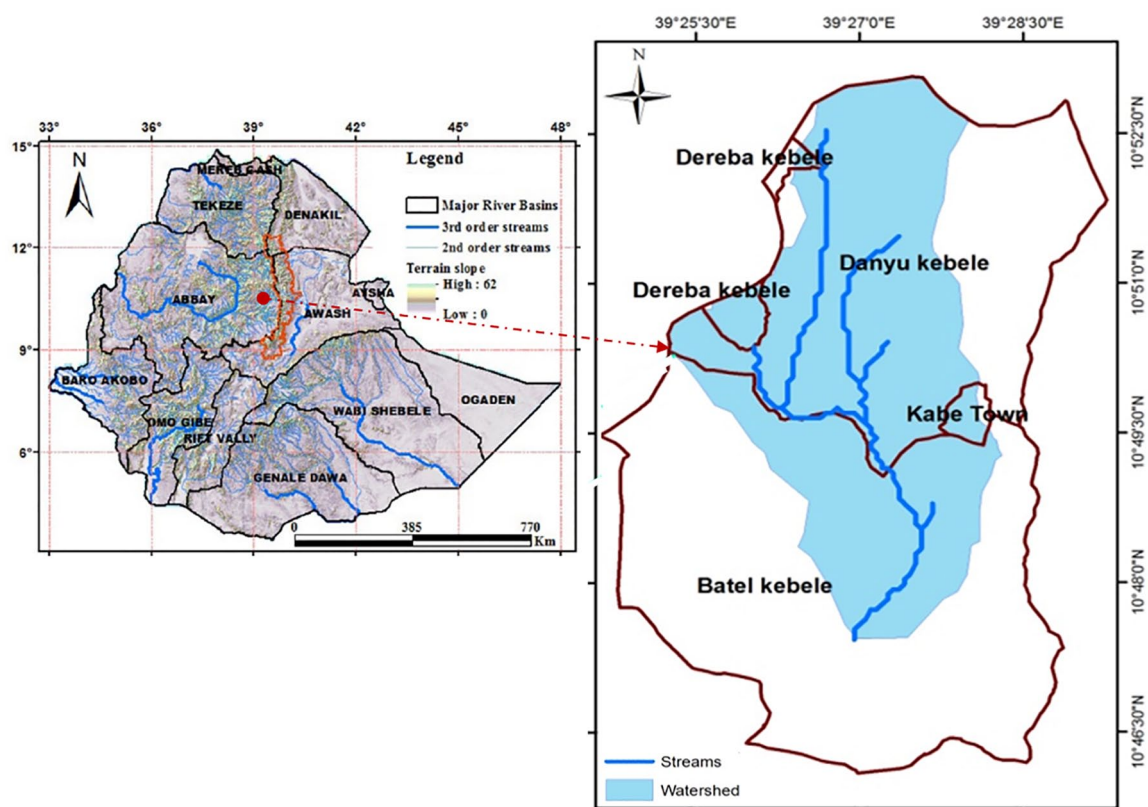 33° 36° 39° 42° 45° 48°
15°
12°
9°
6°
N
Legend
Major River Basins
3rd order streams
2nd order streams
Terrain slope
High : 62
Low : 0
MEREB GASH
TEKEZE
DENAKIL
ABBAY
AYSHA
AWASH
BAKO AKOBO
OMO GIBE
RIFT VALLY
WABI SHEBELE
OGADEN
GENALE DAWA
0 385 770
Km
39°25'30"E 39°27'0"E 39°28'30"E
10°52'30"N
10°51'0"N
10°49'30"N
10°48'0"N
10°46'30"N
Dereba kebele
Danyu kebele
Dereba kebele
Kabe Town
Batel kebele
Streams
Watershed